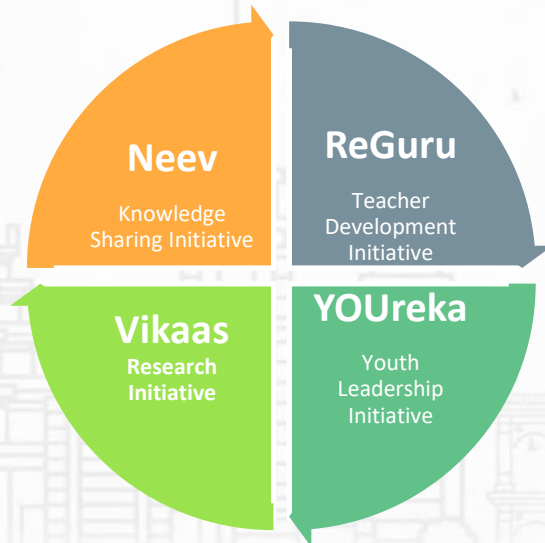 Neev
Knowledge
Sharing Initiative
ReGuru
Teacher
Development
Initiative
Vikaas
Research
Initiative
YOUreka
Youth
Leadership
Initiative